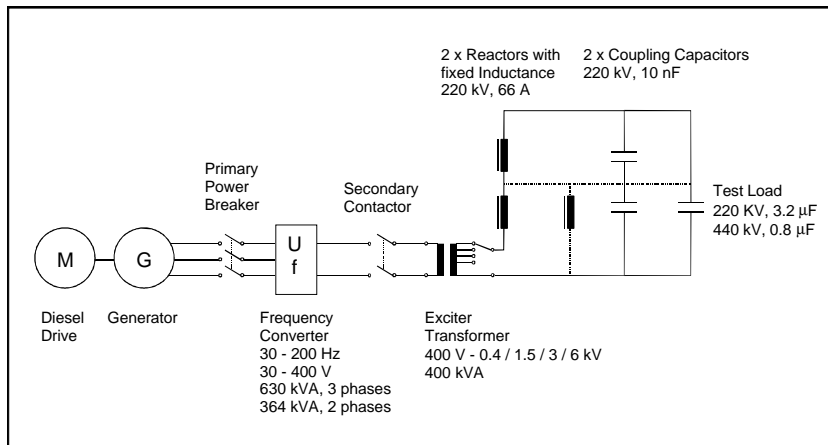 2 x Reactors with
fixed Inductance
220 kV, 66 A
2 x Coupling Capacitors
220 kV, 10 nF
Primary
Power
Breaker
Secondary
Contactor
Test Load
220 KV, 3.2 μF
440 kV, 0.8 μF
M
G
U
f
Diesel
Drive
Generator
Frequency
Converter
30 - 200 Hz
30 - 400 V
630 kVA, 3 phases
364 kVA, 2 phases
Exciter
Transformer
400 V - 0.4 / 1.5 / 3 / 6 kV
400 kVA